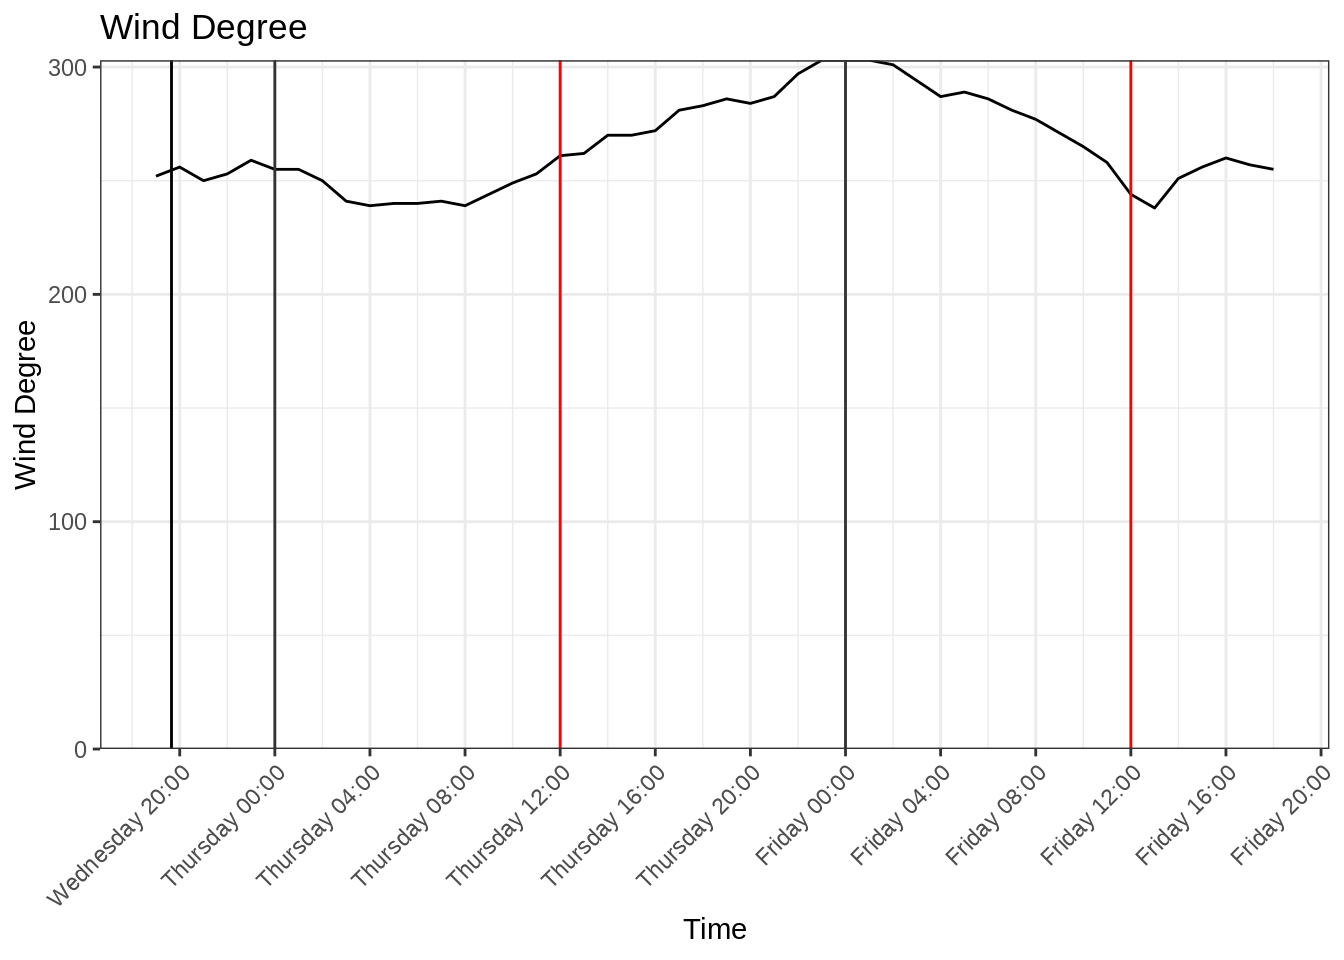 Wind Degree
300
200
100
0
Wind Degree
Wednesday 20:00
Thursday 00:00
Thursday 04:00
Thursday 08:00
Thursday 12:00
Thursday 16:00
Thursday 20:00
Friday 00:00
Friday 04:00
Friday 08:00
Friday 12:00
Friday 16:00
Friday 20:00
Time